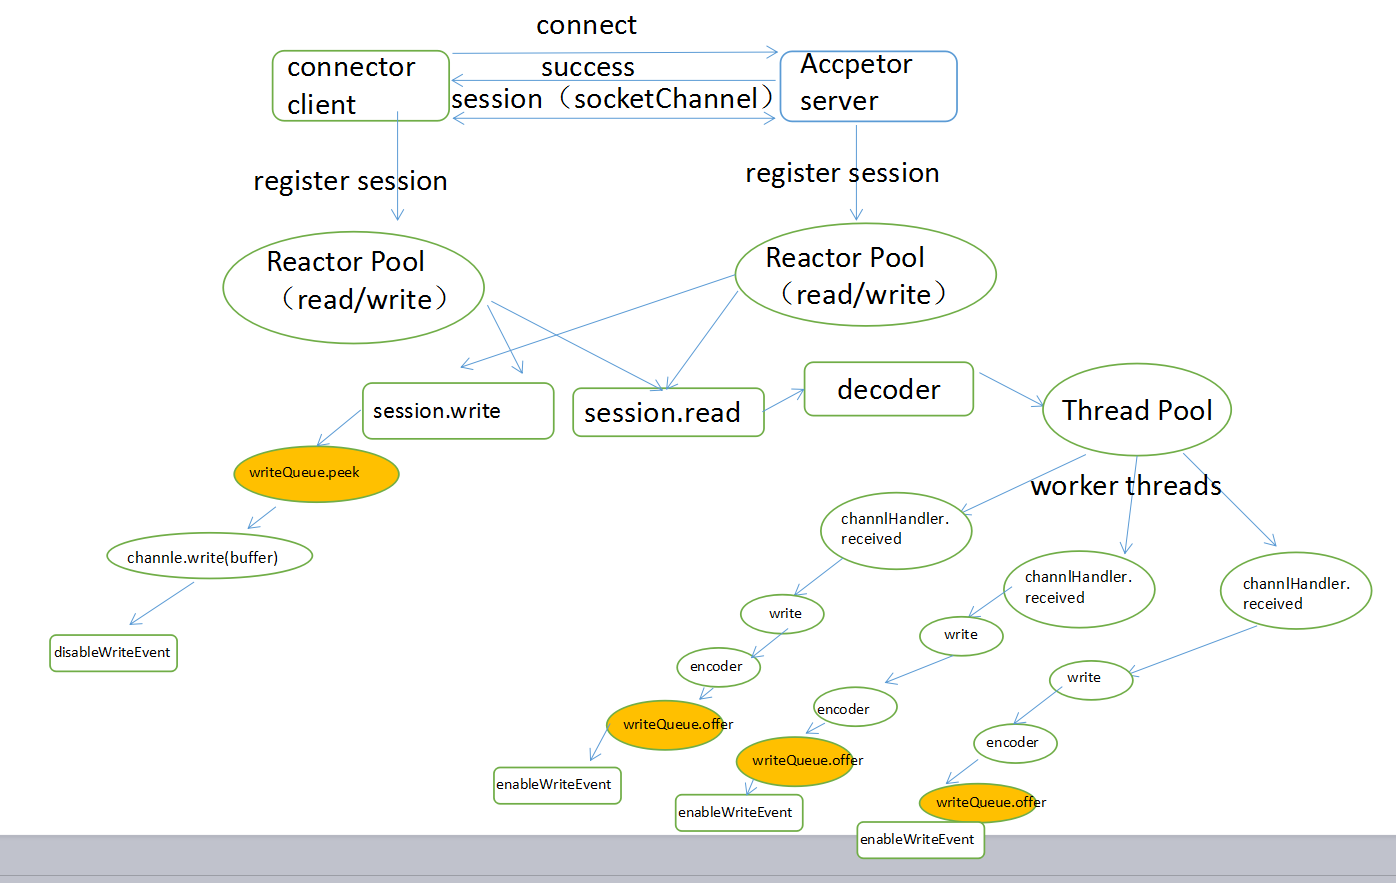 connect
connector
client
success
session（socketChannel）
Accpetor
server
register session
register session
Reactor Pool
（read/write）
Reactor Pool
（read/write）
session.write
session.read
decoder
Thread Pool
worker threads
writeQueue.peek
channle.write(buffer)
disableWriteEvent
channlHandler.
received
channlHandler.
received
channlHandler.
received
write
write
write
encoder
encoder
encoder
writeQueue.offer
writeQueue.offer
writeQueue.offer
enableWriteEvent
enableWriteEvent
enableWriteEvent